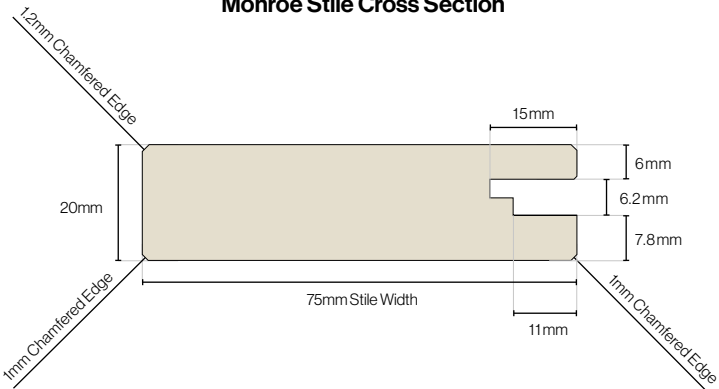 Monroe Stile Cross Section
1.2mm Chamfered Edge
15mm
6mm
20mm
6.2mm
7.8mm
75mm Stile Width
11mm
1mm Chamfered Edge
1mm Chamfered Edge